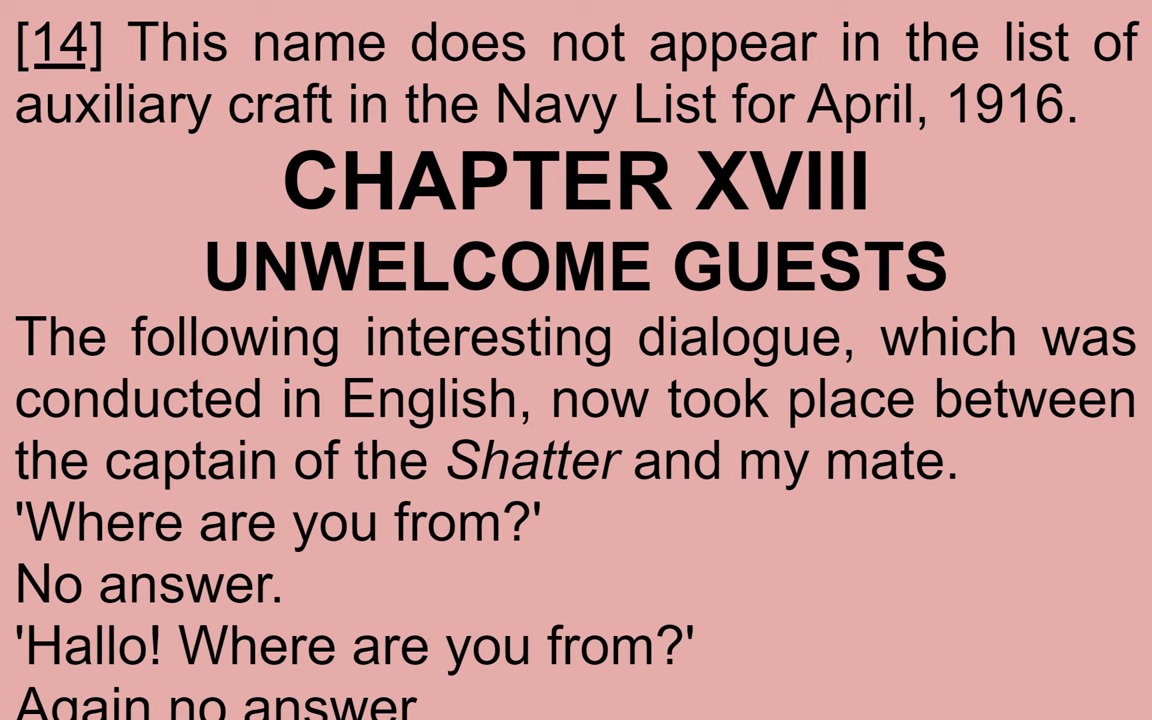 [14] This name does not appear in the list of
auxiliary craft in the Navy List for April, 1916.
CHAPTER XVIII
UNWELCOME GUESTS
The following interesting dialogue, which was
conducted in English, now took place between
the captain of the Shatter and my mate.
'Where are you from?'
No answer.
'Hallo! Where are you from?'
Again no answer